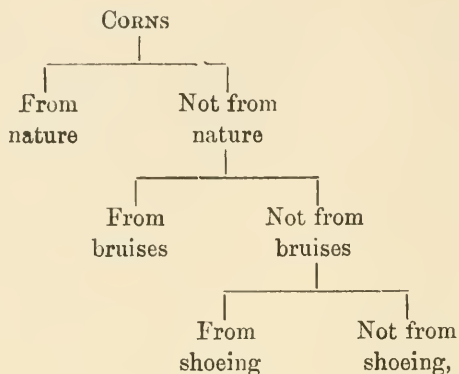 CORNS
From Not from
nature nature
From Not from
bruises bruises
From Not from
shoeing shoeing,